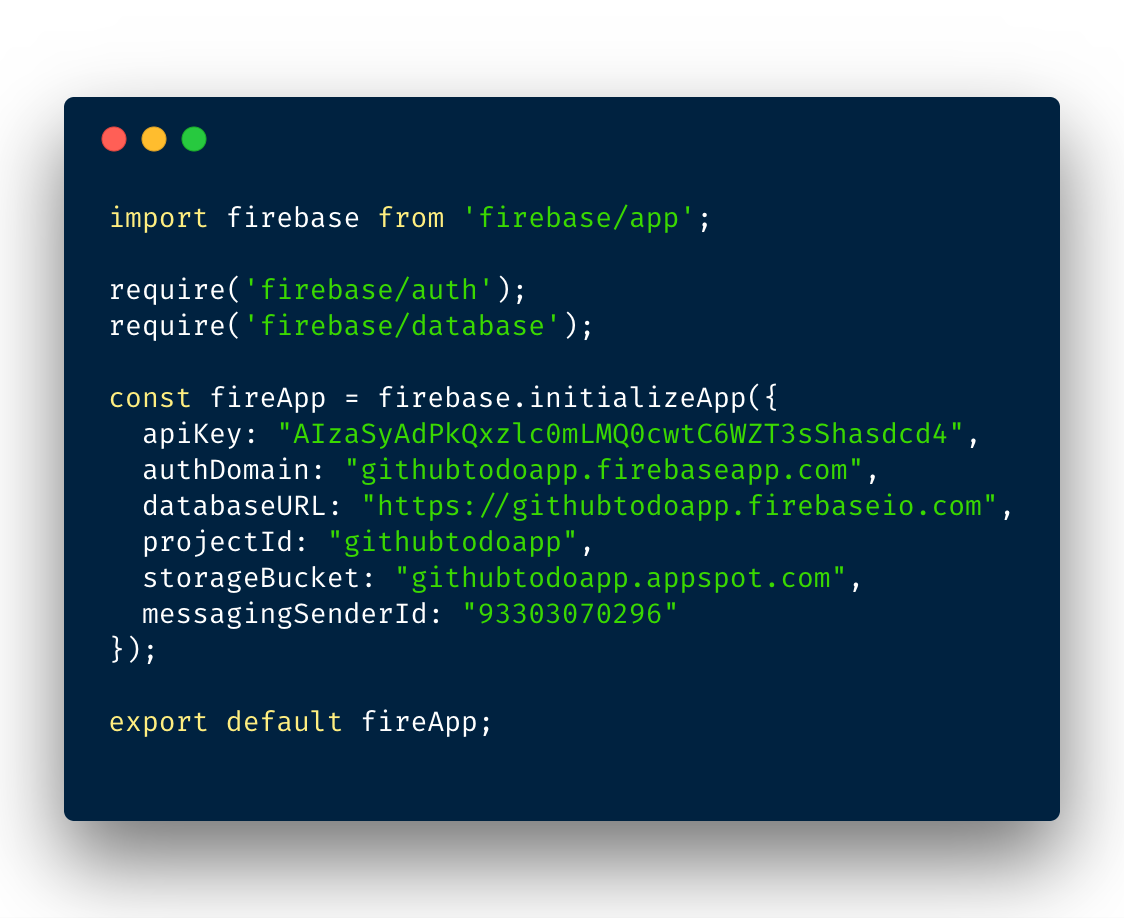 import firebase from 'firebase/app';
require('firebase/auth');
require('firebase/database');
const fireApp = firebase.initializeApp({
apiKey: "AIzaSyAdPkQxzlc0mLMQ0cwtC6WZT3sShasdcd4",
authDomain: "githubtodoapp.firebaseapp.com",
databaseURL: "https://githubtodoapp.firebaseio.com",
projectId: "githubtodoapp",
storageBucket: "githubtodoapp.appspot.com",
messagingSenderId: "93303070296"
});
export default fireApp;